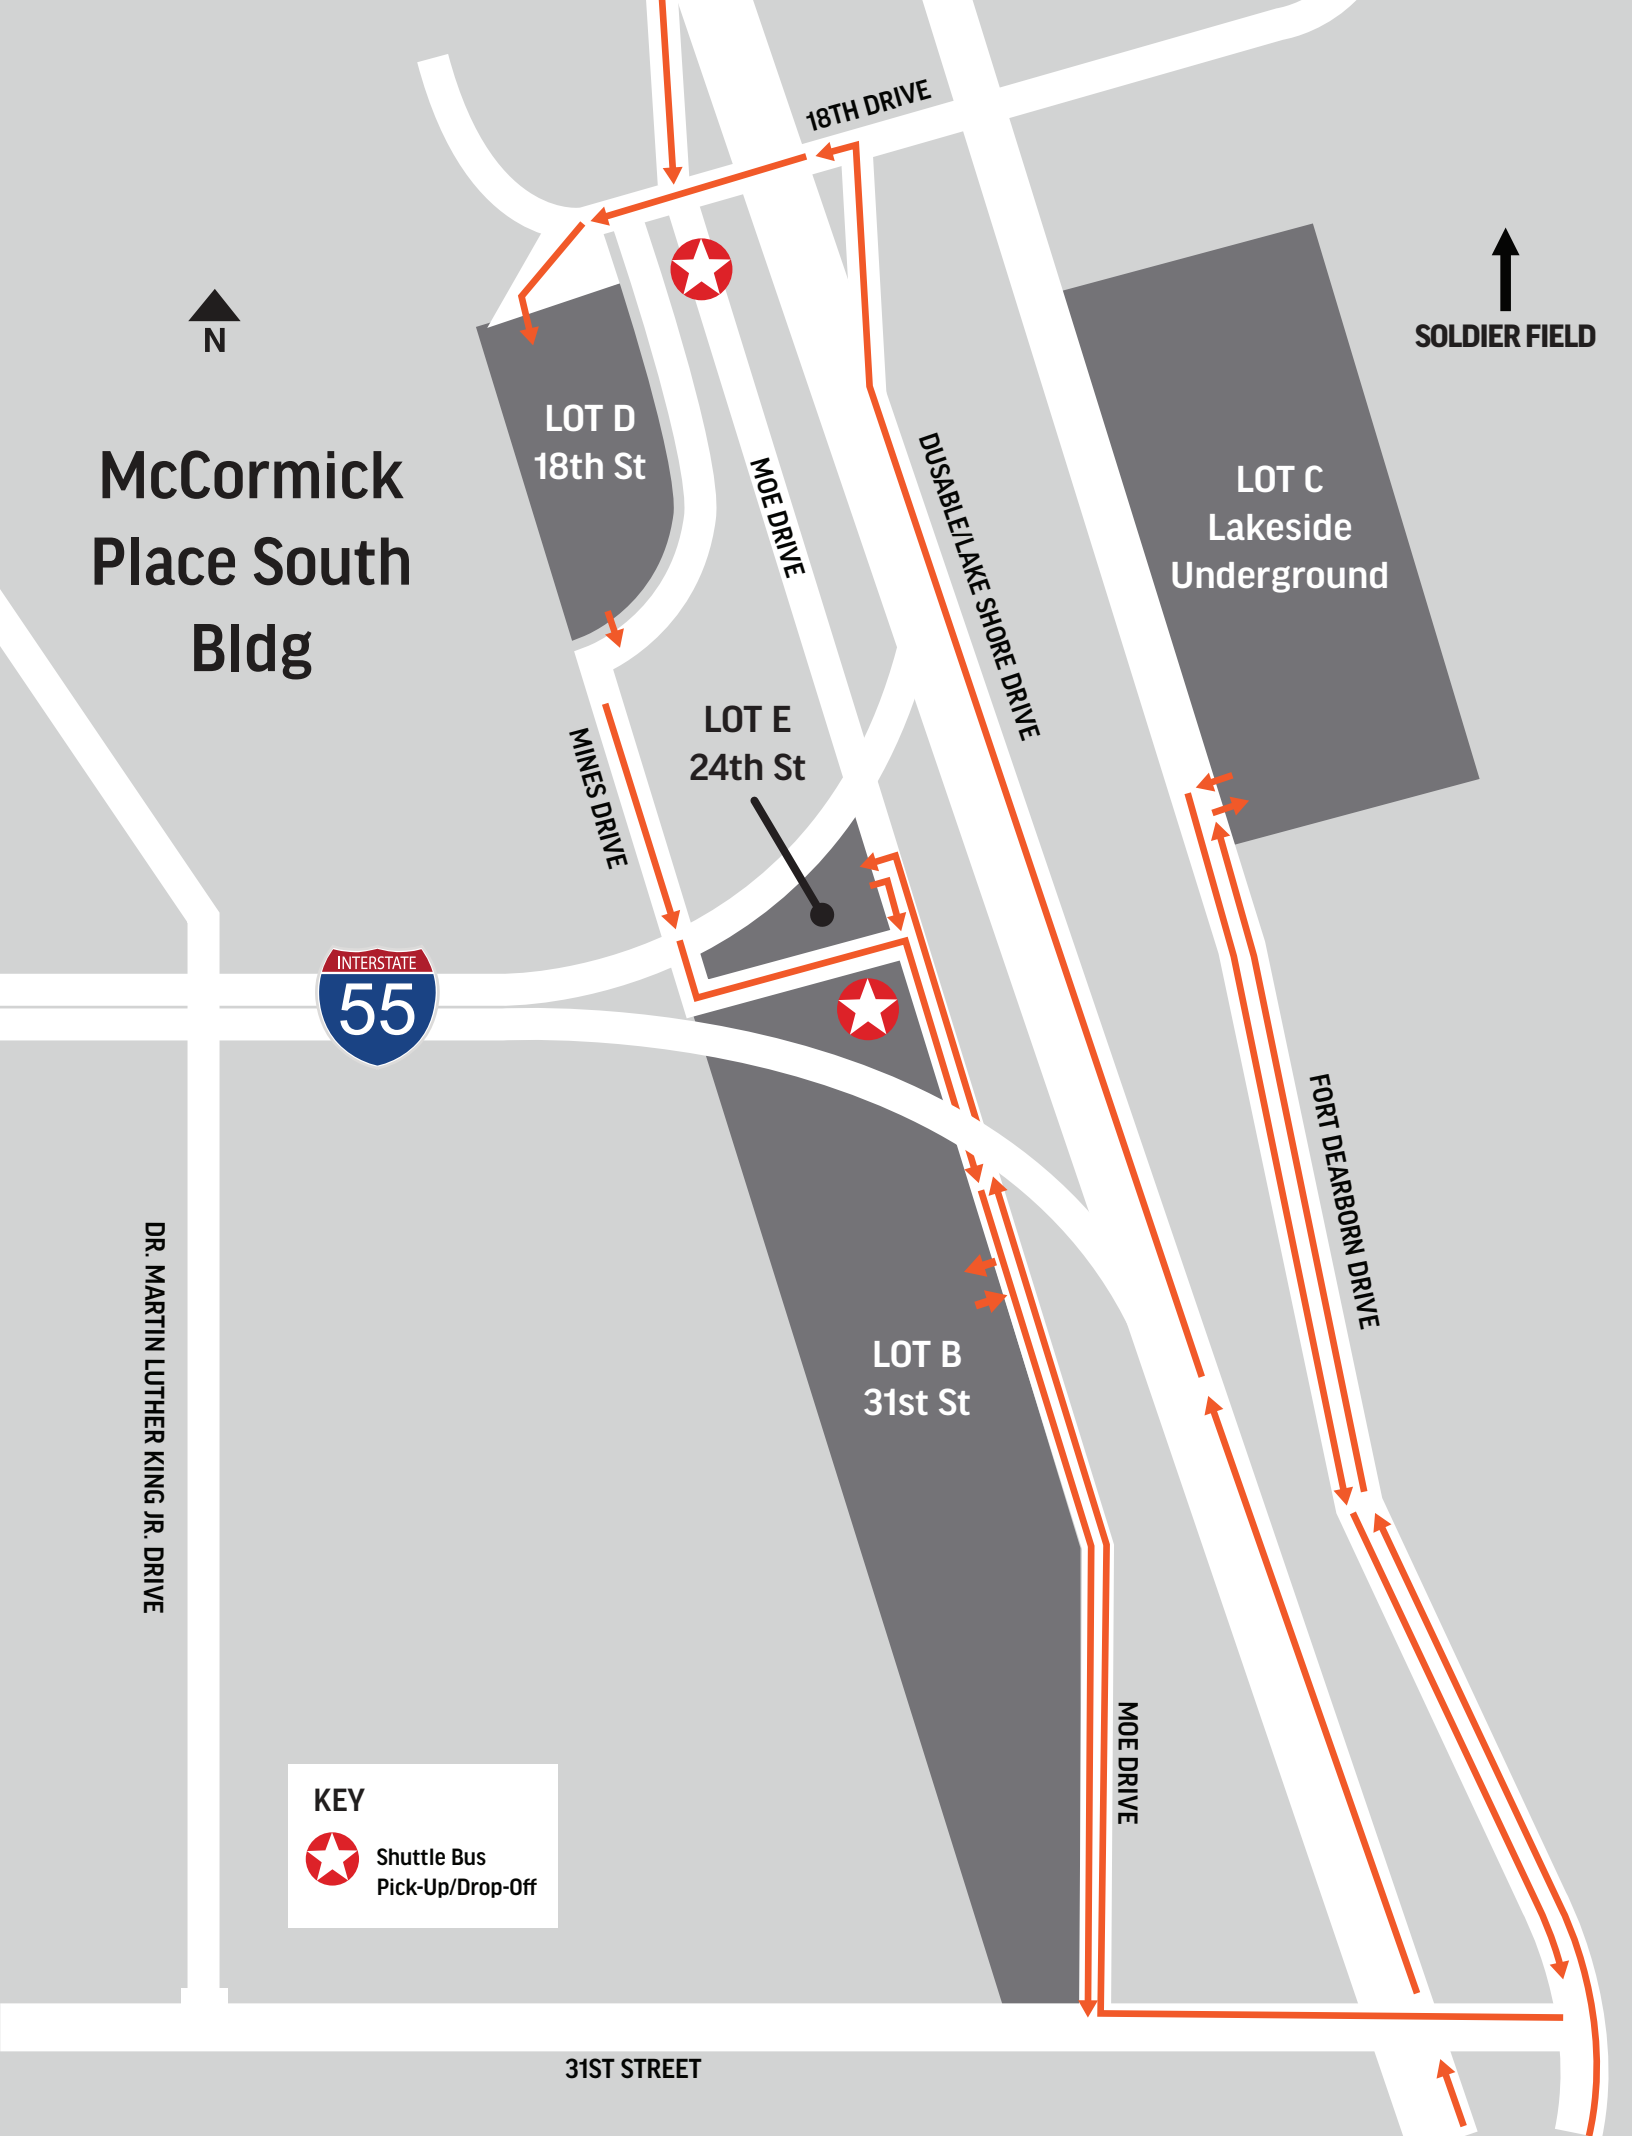 18TH DRIVE
N
SOLDIER FIELD
McCormick
Place South
Bldg
LOT D
18th St
MOE DRIVE
DUSABLE/LAKE SHORE DRIVE
LOT C
Lakeside
Underground
LOT E
24th St
MINES DRIVE
INTERSTATE
55
FORT DEARBORN DRIVE
DR. MARTIN LUTHER KING JR. DRIVE
LOT B
31st St
MOE DRIVE
KEY
Shuttle Bus
Pick-Up/Drop-Off
31ST STREET